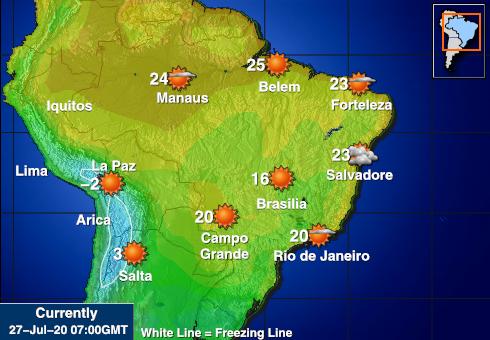 25
Belem
24
Manaus
23
Forteleza
Iquitos
23
Salvadore
Lima
La Paz
-2
16
Brasilia
Arica
20
Campo
Grande
20
Rio de Janeiro
3
Salta
Currently
27-Jul-20 07:00GMT
White Line = Freezing Line